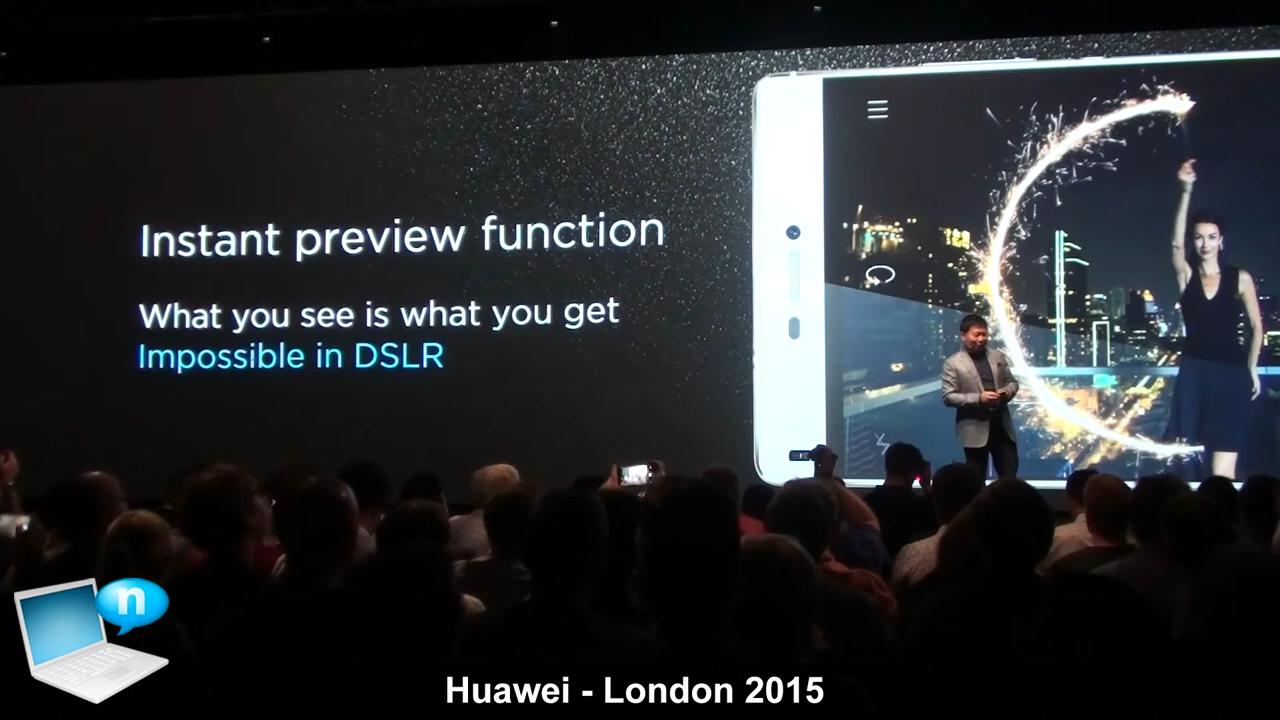 Instant preview function
What you see is what you get
Impossible in DSLR
n
Huawei - London 2015